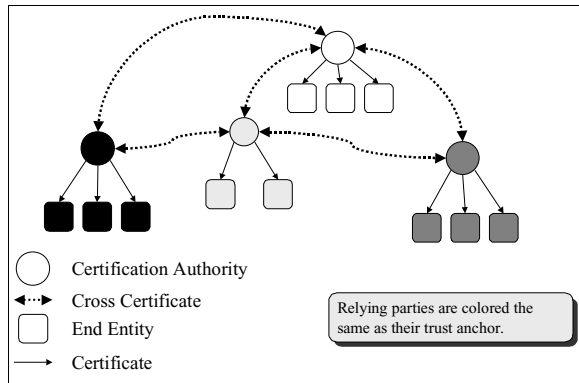 Certification Authority
Cross Certificate
End Entity
Certificate
Relying parties are colored the
same as their trust anchor.